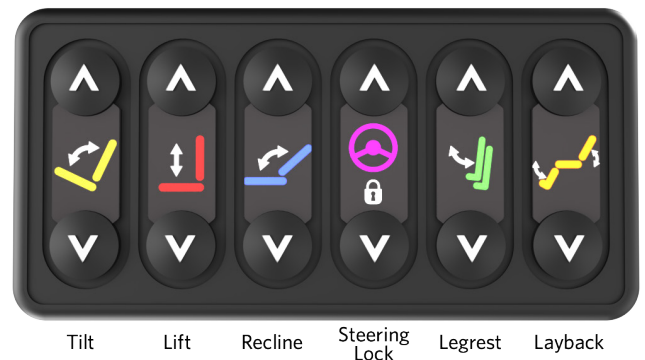 Tilt
Lift
Recline
Steering
Lock
Legrest
Layback